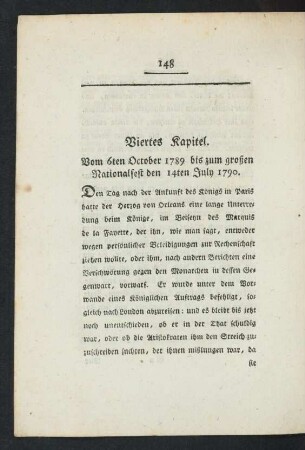 148
Viertes Kapitel.
Vom 6ten October 1789 bis zum großen
Nationalfest den 14ten July 1790.
Den Tag nach der Ankunft des Königs in Paris
hatte der Herzog von Orleans eine lange Unterre-
dung beim Könige, im Beiseyn des Marquis
de la Fayette, der ihn, wie man sagt, entweder
wegen persönlicher Beleidigungen zur Rechenschaft
ziehen wollte, oder ihm, nach andern Berichten eine
Verschwörung gegen den Monarchen in dessen Ge-
genwart, vorwarf. Er wurde unter dem Vor-
wande eines Königlichen Auftrags befehligt, so-
gleich nach London abzureisen: und es bleibt bis jetzt
noch unentschieden, ob er in der That schuldig
war, oder ob die Aristokraten ihm den Streich zu-
zuschreiben suchten, der ihnen mißlungen war, da
sie